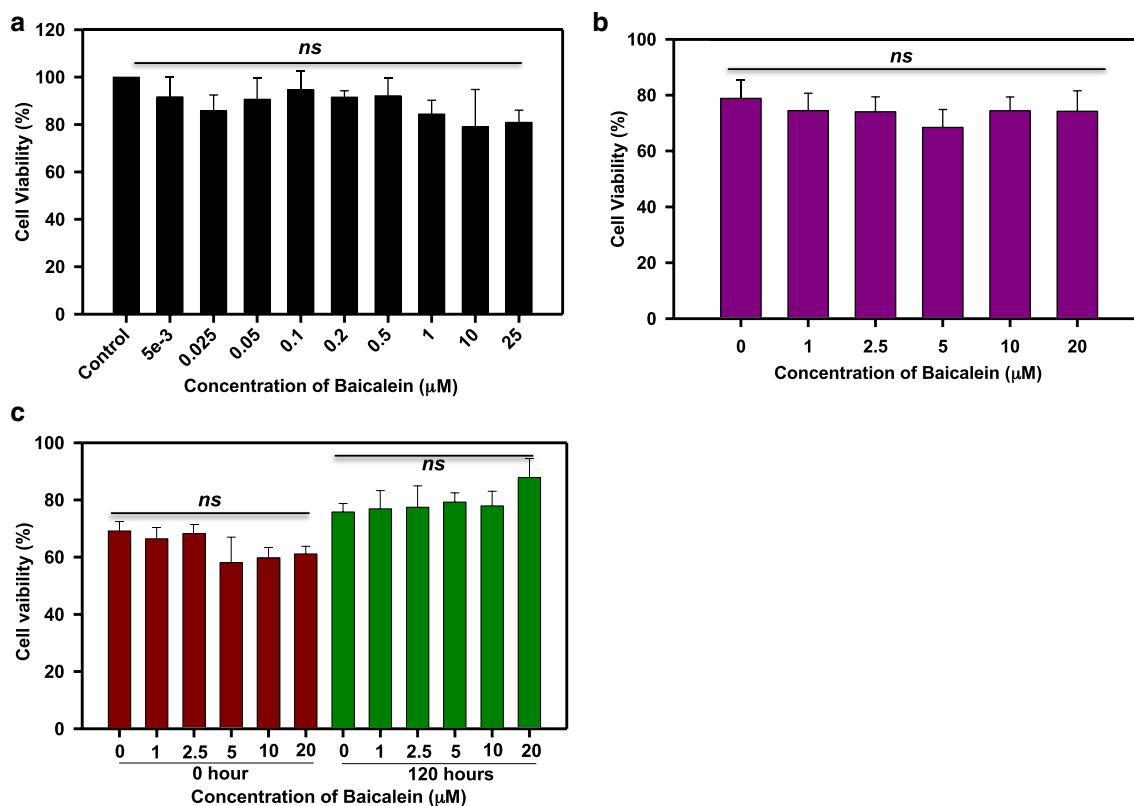 a
120
100
80
60
40
20
0
Cell Viability (%)
ns
Control 5e-3 0.025 0.05 0.1 0.2 0.5 1 10 25
Concentration of Baicalein (μM)
b
100
80
60
40
20
0
Cell Viability (%)
ns
0 1 2.5 5 10 20
Concentration of Baicalein (μM)
c
100
80
60
40
20
0
Cell vaibility (%)
ns
ns
0 1 2.5 5 10 20 0 1 2.5 5 10 20
0 hour 120 hours
Concentration of Baicalein (μM)